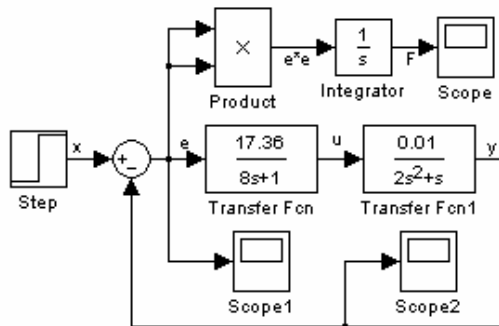 ×
e*e
1
s
F
Product
Integrator
Scope
x
+
−
e
17.36
8s+1
u
0.01
2s²+s
y
Step
Transfer Fcn
Transfer Fcn1
Scope1
Scope2